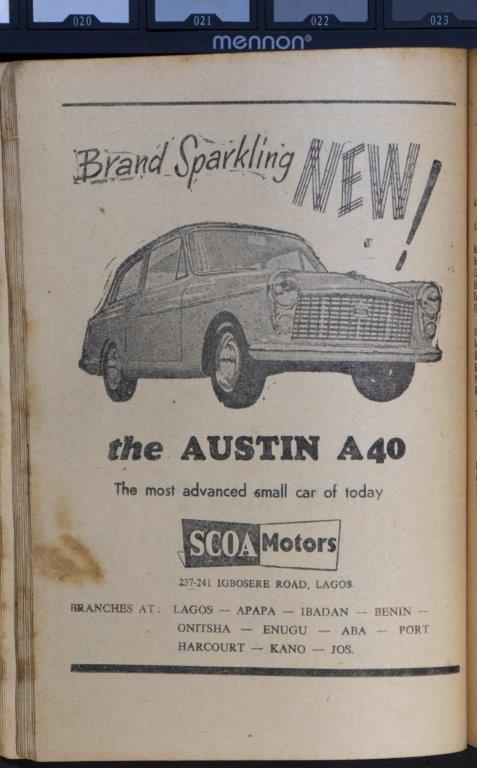 020 021 022 023
mennon®
Brand Sparkling NEW!
the AUSTIN A40
The most advanced small car of today
SCOA Motors
237-241 IGBOSERE ROAD, LAGOS.
BRANCHES AT: LAGOS — APAPA — IBADAN — BENIN —
ONITSHA — ENUGU — ABA — PORT
HARCOURT — KANO — JOS.